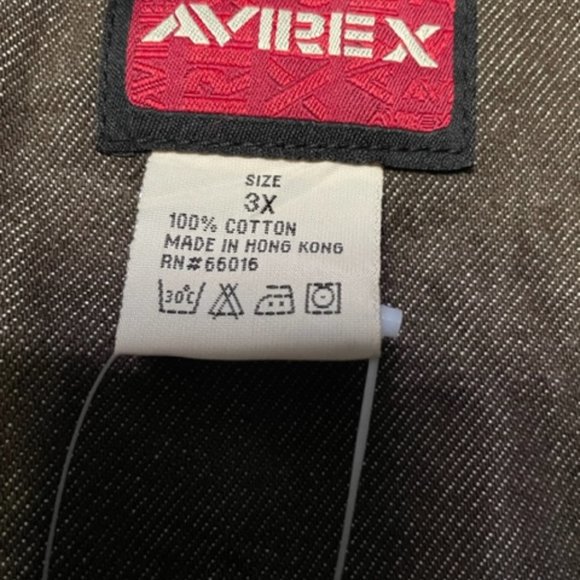 AVIREX
SIZE
3X
100% COTTON
MADE IN HONG KONG
RN#66016
30°C